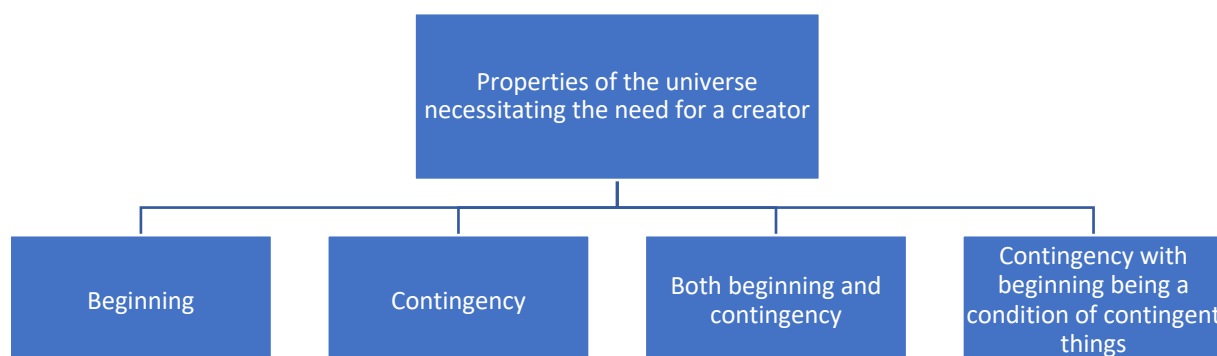 Properties of the universe
necessitating the need for a creator
Beginning
Contingency
Both beginning and
contingency
Contingency with
beginning being a
condition of contingent
things